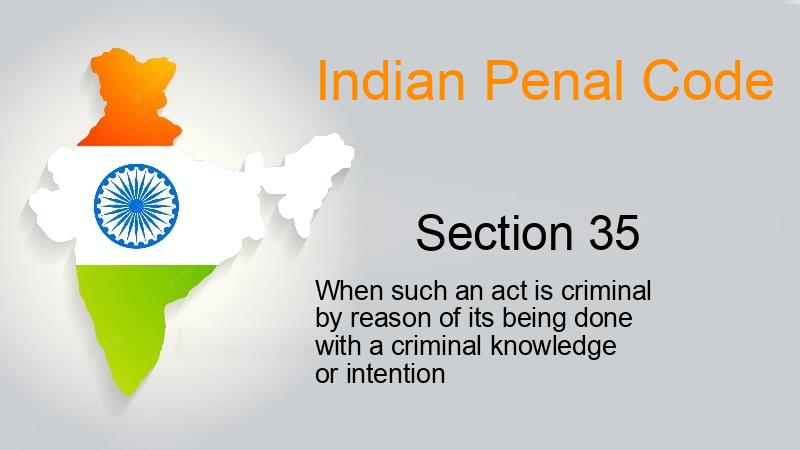 Indian Penal Code
Section 35
When such an act is criminal
by reason of its being done
with a criminal knowledge
or intention